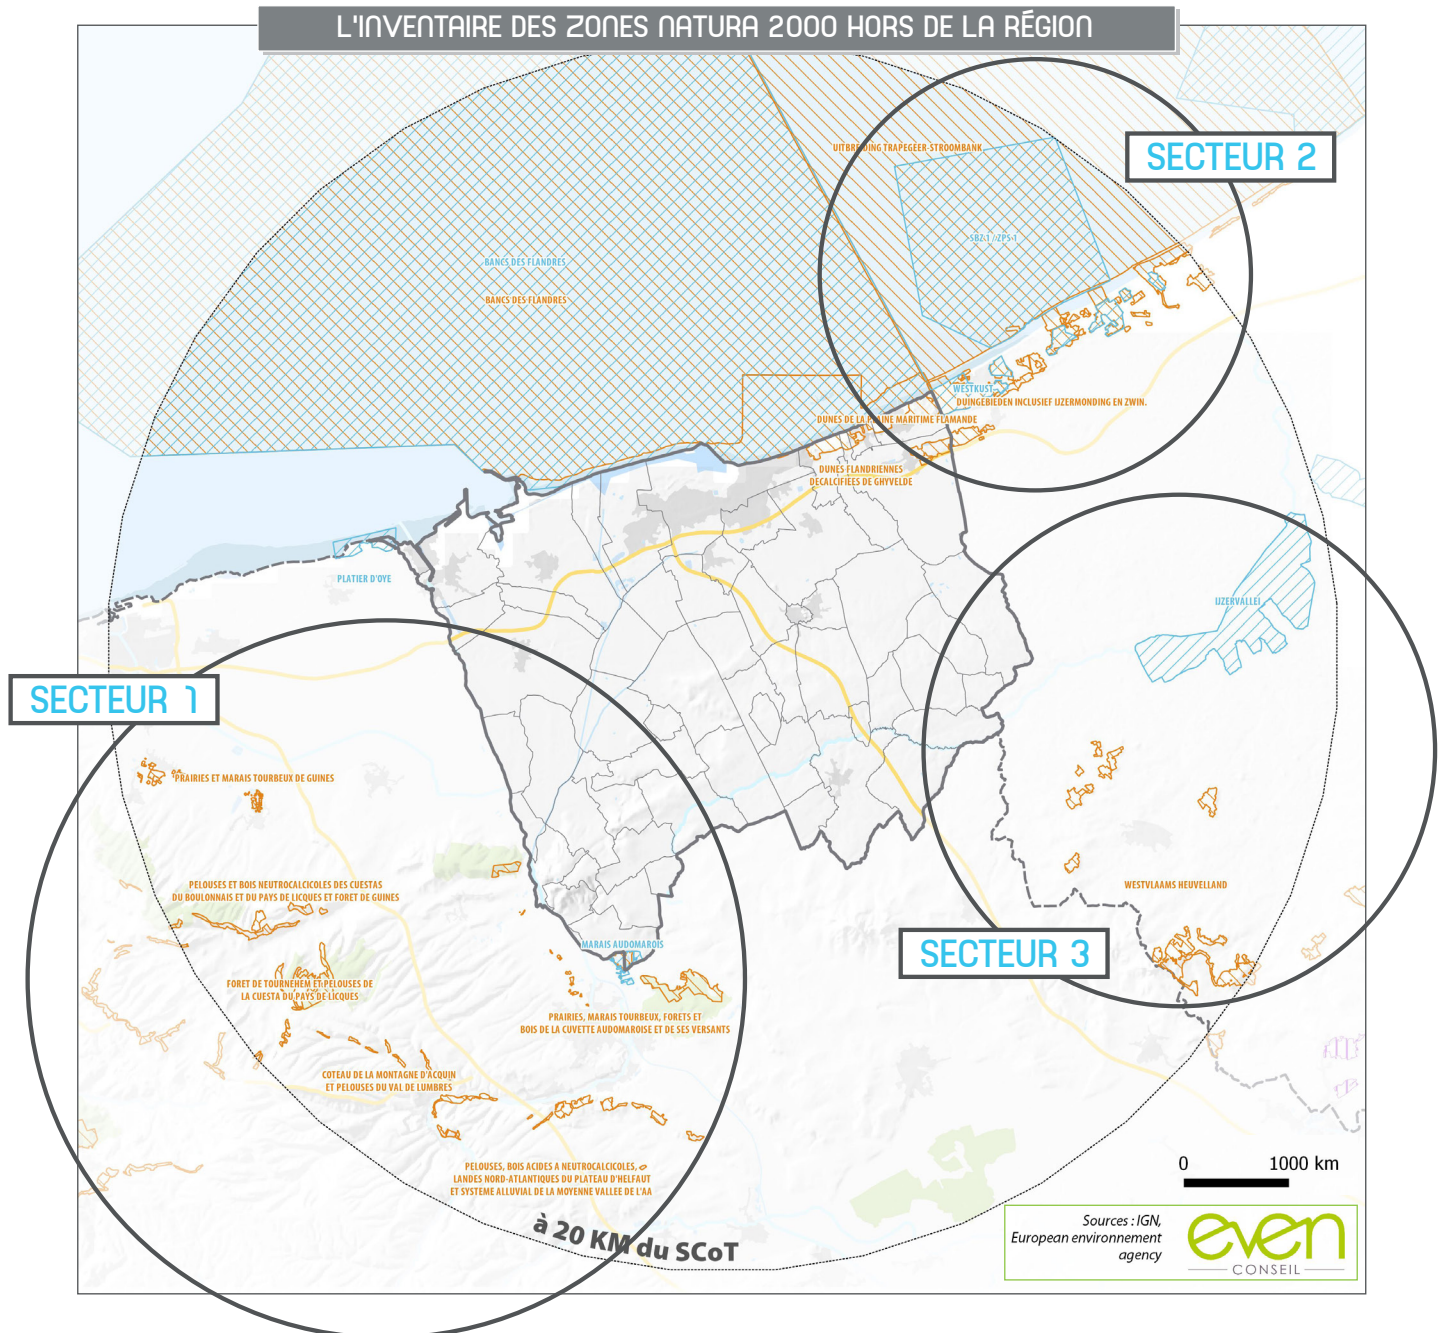 L'INVENTAIRE DES ZONES NATURA 2000 HORS DE LA RÉGION
SECTEUR 2
UITBREIDING TRAPEGEER-STROOMBANK
SBZ 1 / ZPS 1
BANCS DES FLANDRES
BANCS DES FLANDRES
WESTKUST
DUINGEBIEDEN INCLUSIEF IJZERMONDING EN ZWIN.
DUNES DE LA PLAINE MARITIME FLAMANDE
DUNES FLANDRIENNES
DECALCIFIEES DE GHYVELDE
PLATIER D'OYE
IJZERVALLEI
SECTEUR 1
PRAIRIES ET MARAIS TOURBEUX DE GUINES
PELOUSES ET BOIS NEUTROCALCICOLES DES CUESTAS
DU BOULONNAIS ET DU PAYS DE LICQUES ET FORET DE GUINES
WESTVLAAMS HEUVELLAND
SECTEUR 3
MARAIS AUDOMAROIS
FORET DE TOURNEHEM ET PELOUSES DE
LA CUESTA DU PAYS DE LICQUES
PRAIRIES, MARAIS TOURBEUX, FORETS ET
BOIS DE LA CUVETTE AUDOMAROISE ET DE SES VERSANTS
COTEAU DE LA MONTAGNE D'ACQUIN
ET PELOUSES DU VAL DE LUMBRES
PELOUSES, BOIS ACIDES A NEUTROCALCICOLES,
LANDES NORD-ATLANTIQUES DU PLATEAU D'HELFAUT
ET SYSTEME ALLUVIAL DE LA MOYENNE VALLEE DE L'AA
à 20 KM du SCoT
0 1000 km
Sources : IGN,
European environnement
agency
even
CONSEIL